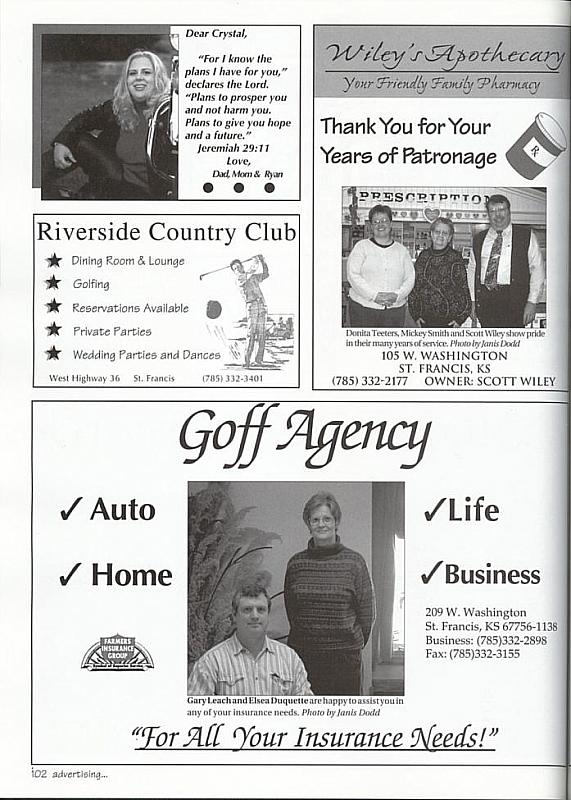 Dear Crystal,
"For I know the
plans I have for you,"
declares the Lord.
"Plans to prosper you
and not harm you.
Plans to give you hope
and a future."
Jeremiah 29:11
Love,
Dad, Mom & Ryan
Wiley's Apothecary
Your Friendly Family Pharmacy
Thank You for Your
Years of Patronage
Rx
PRESCRIPTION
Donita Teeters, Mickey Smith and Scott Wiley show pride
in their many years of service. Photo by Janis Dodd
105 W. WASHINGTON
ST. FRANCIS, KS
(785) 332-2177 OWNER: SCOTT WILEY
Riverside Country Club
Dining Room & Lounge
Golfing
Reservations Available
Private Parties
Wedding Parties and Dances
West Highway 36 St. Francis (785) 332-3401
Goff Agency
✓ Auto
✓ Home
✓ Life
✓ Business
209 W. Washington
St. Francis, KS 67756-1138
Business: (785)332-2898
Fax: (785)332-3155
FARMERS
INSURANCE
GROUP
Gary Leach and Elsea Duquette are happy to assist you in
any of your insurance needs. Photo by Janis Dodd
"For All Your Insurance Needs!"
102 advertising...